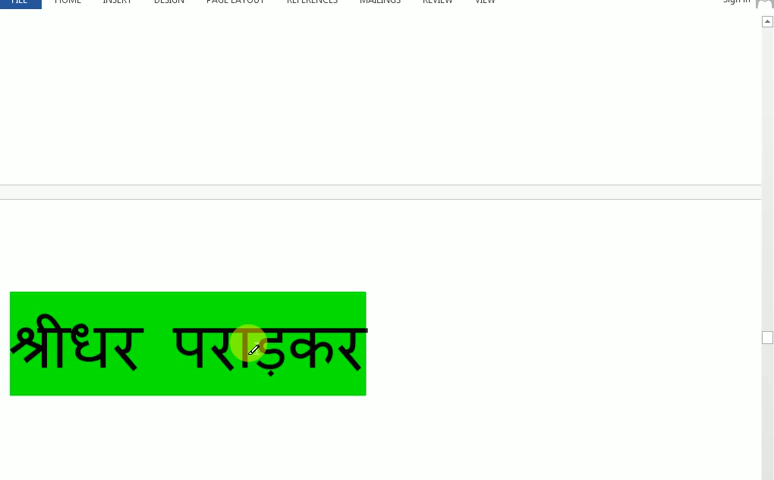 FILE HOME INSERT DESIGN PAGE LAYOUT REFERENCES MAILINGS REVIEW VIEW Sign in
श्रीधर पराड़कर